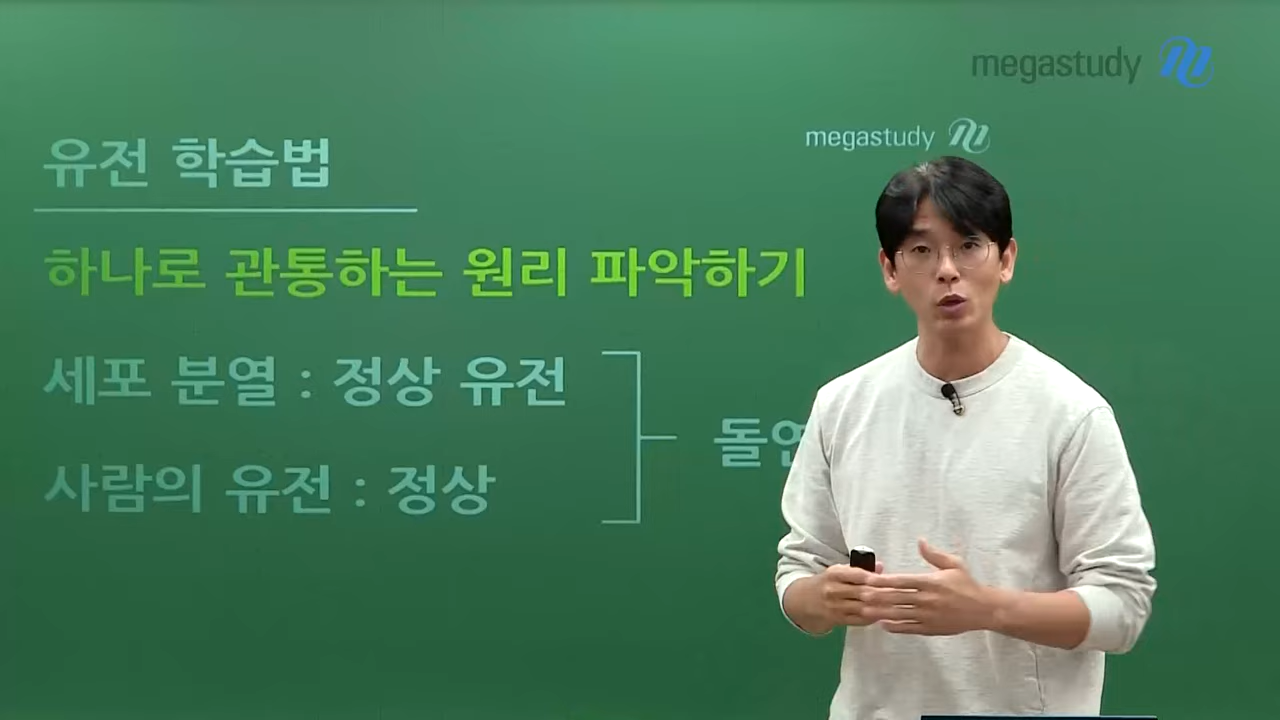 megastudy
megastudy
유전 학습법
하나로 관통하는 원리 파악하기
세포 분열 : 정상 유전
사람의 유전 : 정상